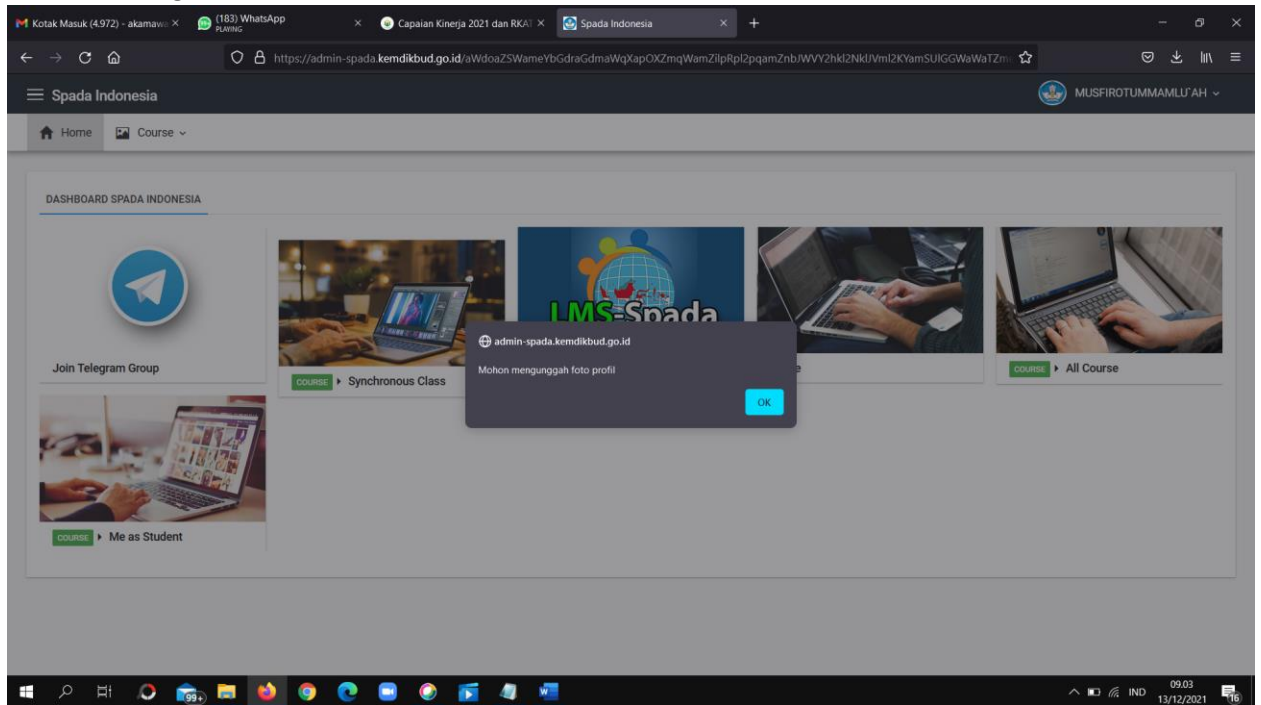 Kotak Masuk (4.972) - akamawa
(183) WhatsApp
PLAYING
Capaian Kinerja 2021 dan RKAT
Spada Indonesia
https://admin-spada.kemdikbud.go.id/
Spada Indonesia
MUSFIROTUMMAMLU'AH
Home
Course
DASHBOARD SPADA INDONESIA
LMS-Spada
admin-spada.kemdikbud.go.id
Mohon mengunggah foto profil
OK
Join Telegram Group
COURSE
Synchronous Class
COURSE
All Course
COURSE
Me as Student
99+
IND
09.03
13/12/2021
16